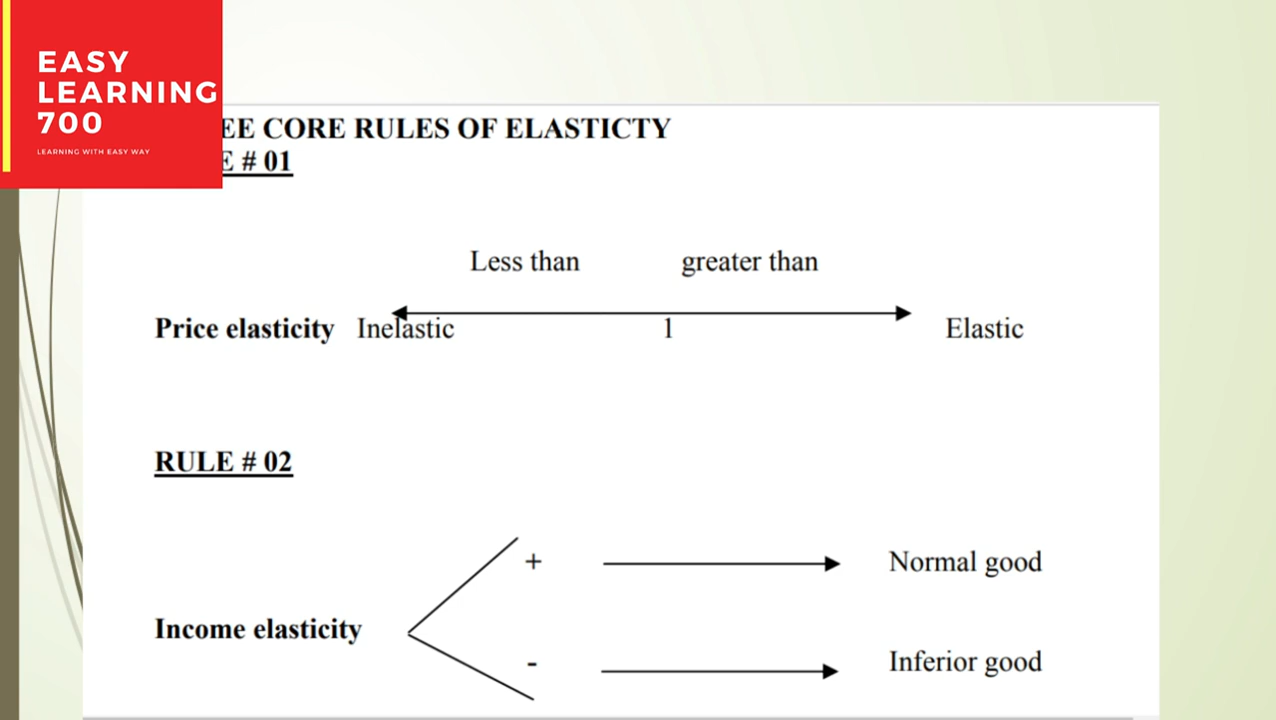 EASY
LEARNING
700
LEARNING WITH EASY WAY
CORE RULES OF ELASTICTY
# 01
Less than greater than
Price elasticity Inelastic 1 Elastic
RULE # 02
+ Normal good
Income elasticity
- Inferior good